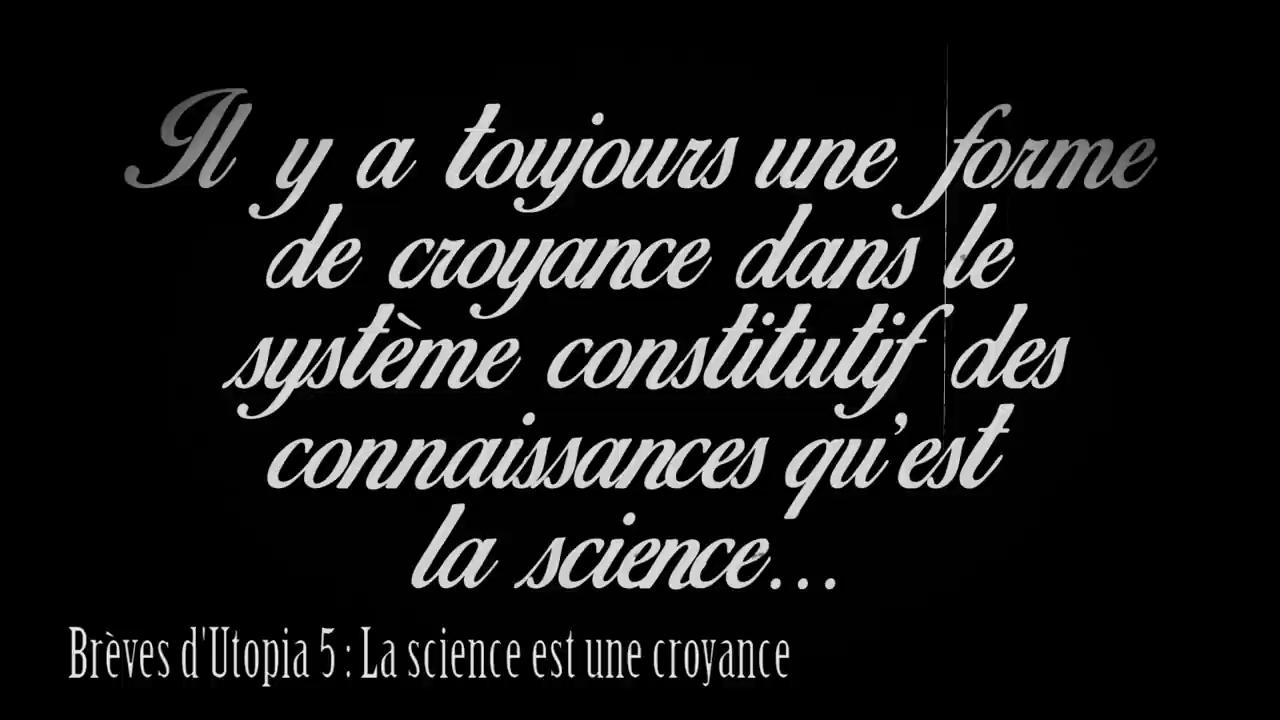 Il y a toujours une forme
de croyance dans le
système constitutif des
connaissances qu'est
la science...
Brèves d'Utopia 5 : La science est une croyance